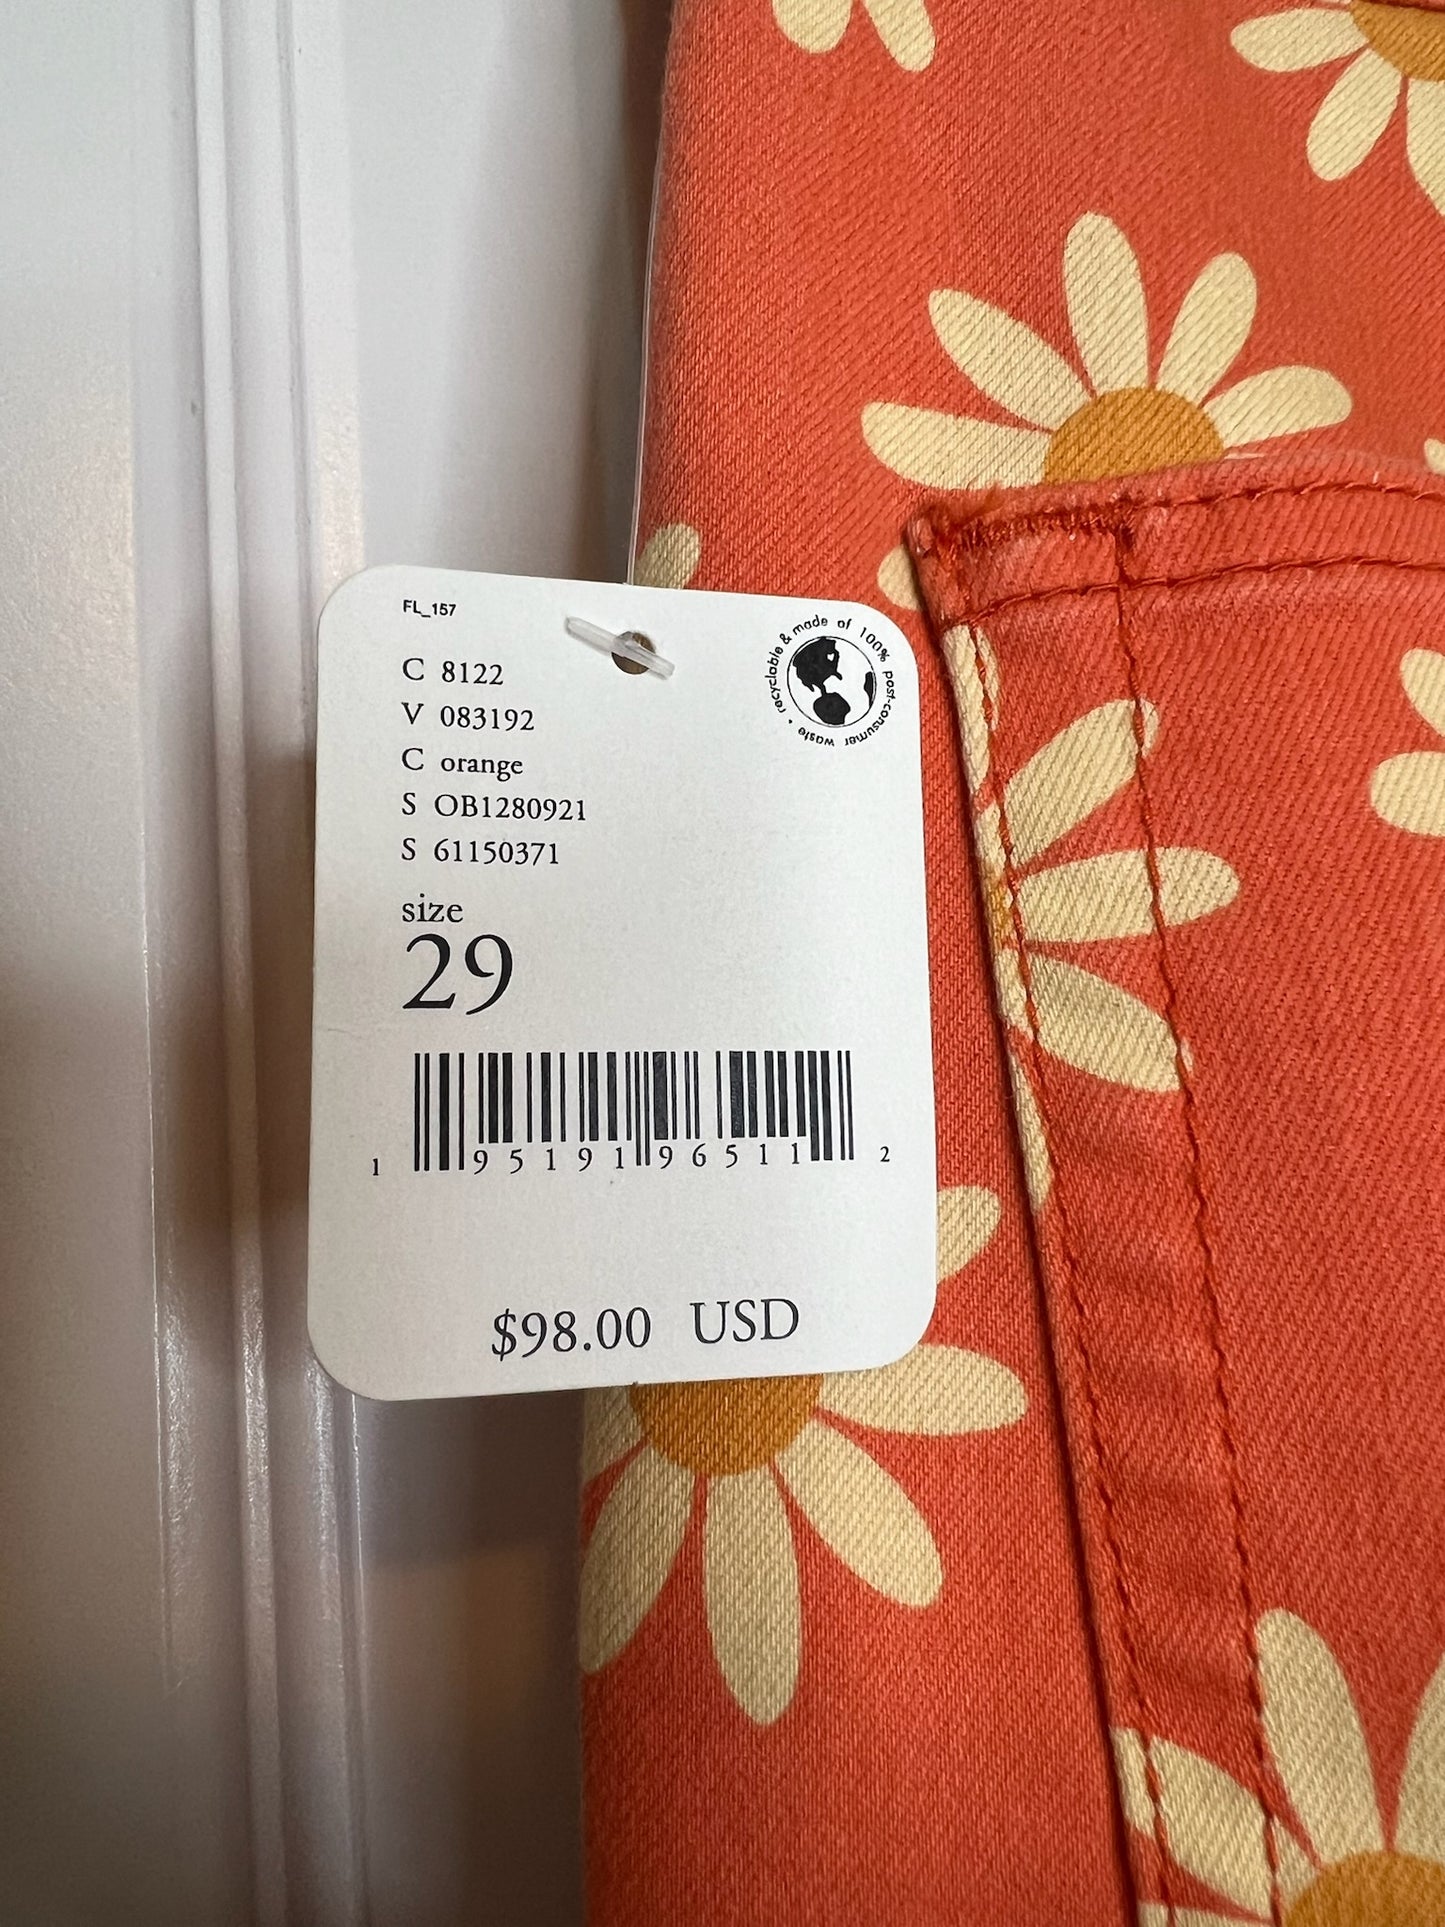 FL_157
recyclable & made of 100% post-consumer waste •
C 8122
V 083192
C orange
S OB1280921
S 61150371
size
29
1 95191 96511 2
$98.00 USD